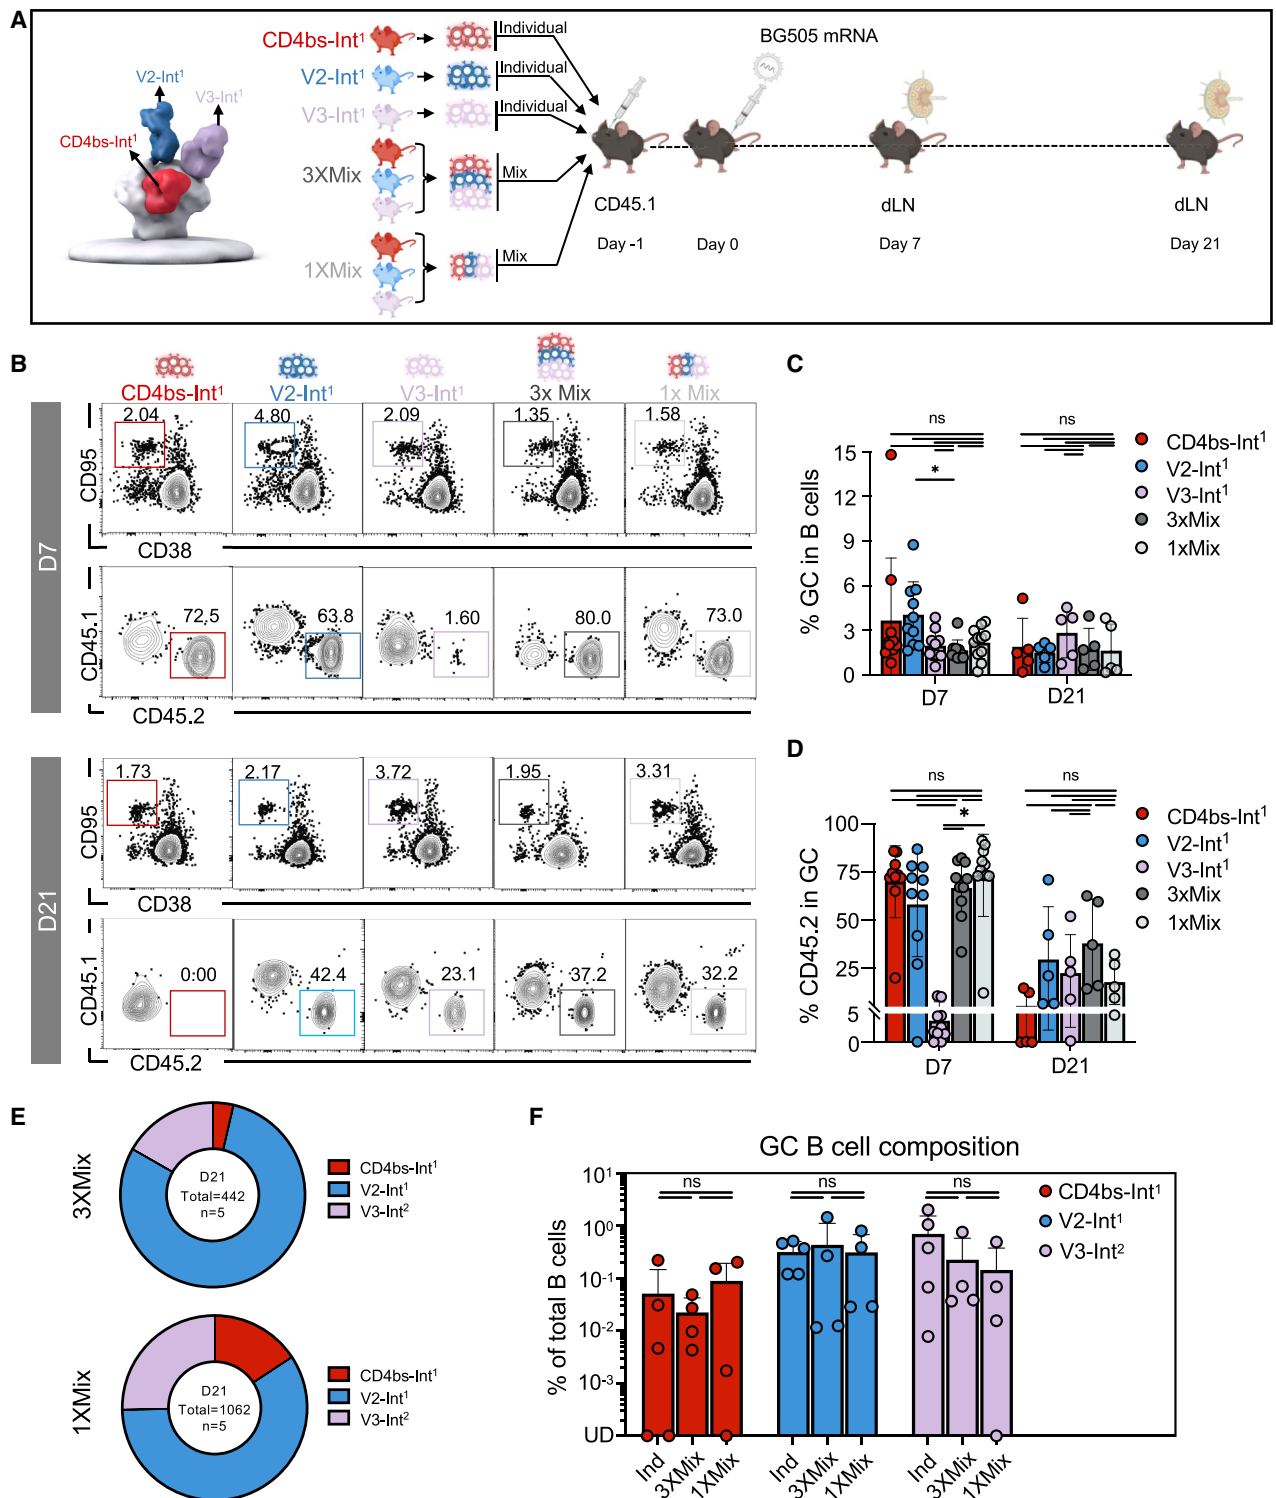 A
CD4bs-Int¹
Individual
BG505 mRNA
V2-Int¹
V2-Int¹
Individual
V3-Int¹
V3-Int¹
Individual
CD4bs-Int¹
3XMix
Mix
CD45.1
dLN
dLN
Day -1
Day 0
Day 7
Day 21
1XMix
Mix
B
CD4bs-Int¹
V2-Int¹
V3-Int¹
3x Mix
1x Mix
D7
CD95
2.04
4.80
2.09
1.35
1.58
CD38
CD45.1
72,5
63.8
1.60
80.0
73.0
CD45.2
D21
CD95
1.73
2.17
3.72
1.95
3.31
CD38
CD45.1
0:00
42.4
23.1
37.2
32.2
CD45.2
C
ns
*
% GC in B cells
15
12
9
6
3
0
D7
D21
CD4bs-Int¹
V2-Int¹
V3-Int¹
3xMix
1xMix
D
ns
ns
*
% CD45.2 in GC
100
75
50
25
5
0
D7
D21
CD4bs-Int¹
V2-Int¹
V3-Int¹
3xMix
1xMix
E
3XMix
D21
Total=442
n=5
CD4bs-Int¹
V2-Int¹
V3-Int²
1XMix
D21
Total=1062
n=5
CD4bs-Int¹
V2-Int¹
V3-Int²
F
GC B cell composition
% of total B cells
10¹
10⁰
10⁻¹
10⁻²
10⁻³
UD
ns
ns
ns
CD4bs-Int¹
V2-Int¹
V3-Int²
Ind
3XMix
1XMix
Ind
3XMix
1XMix
Ind
3XMix
1XMix